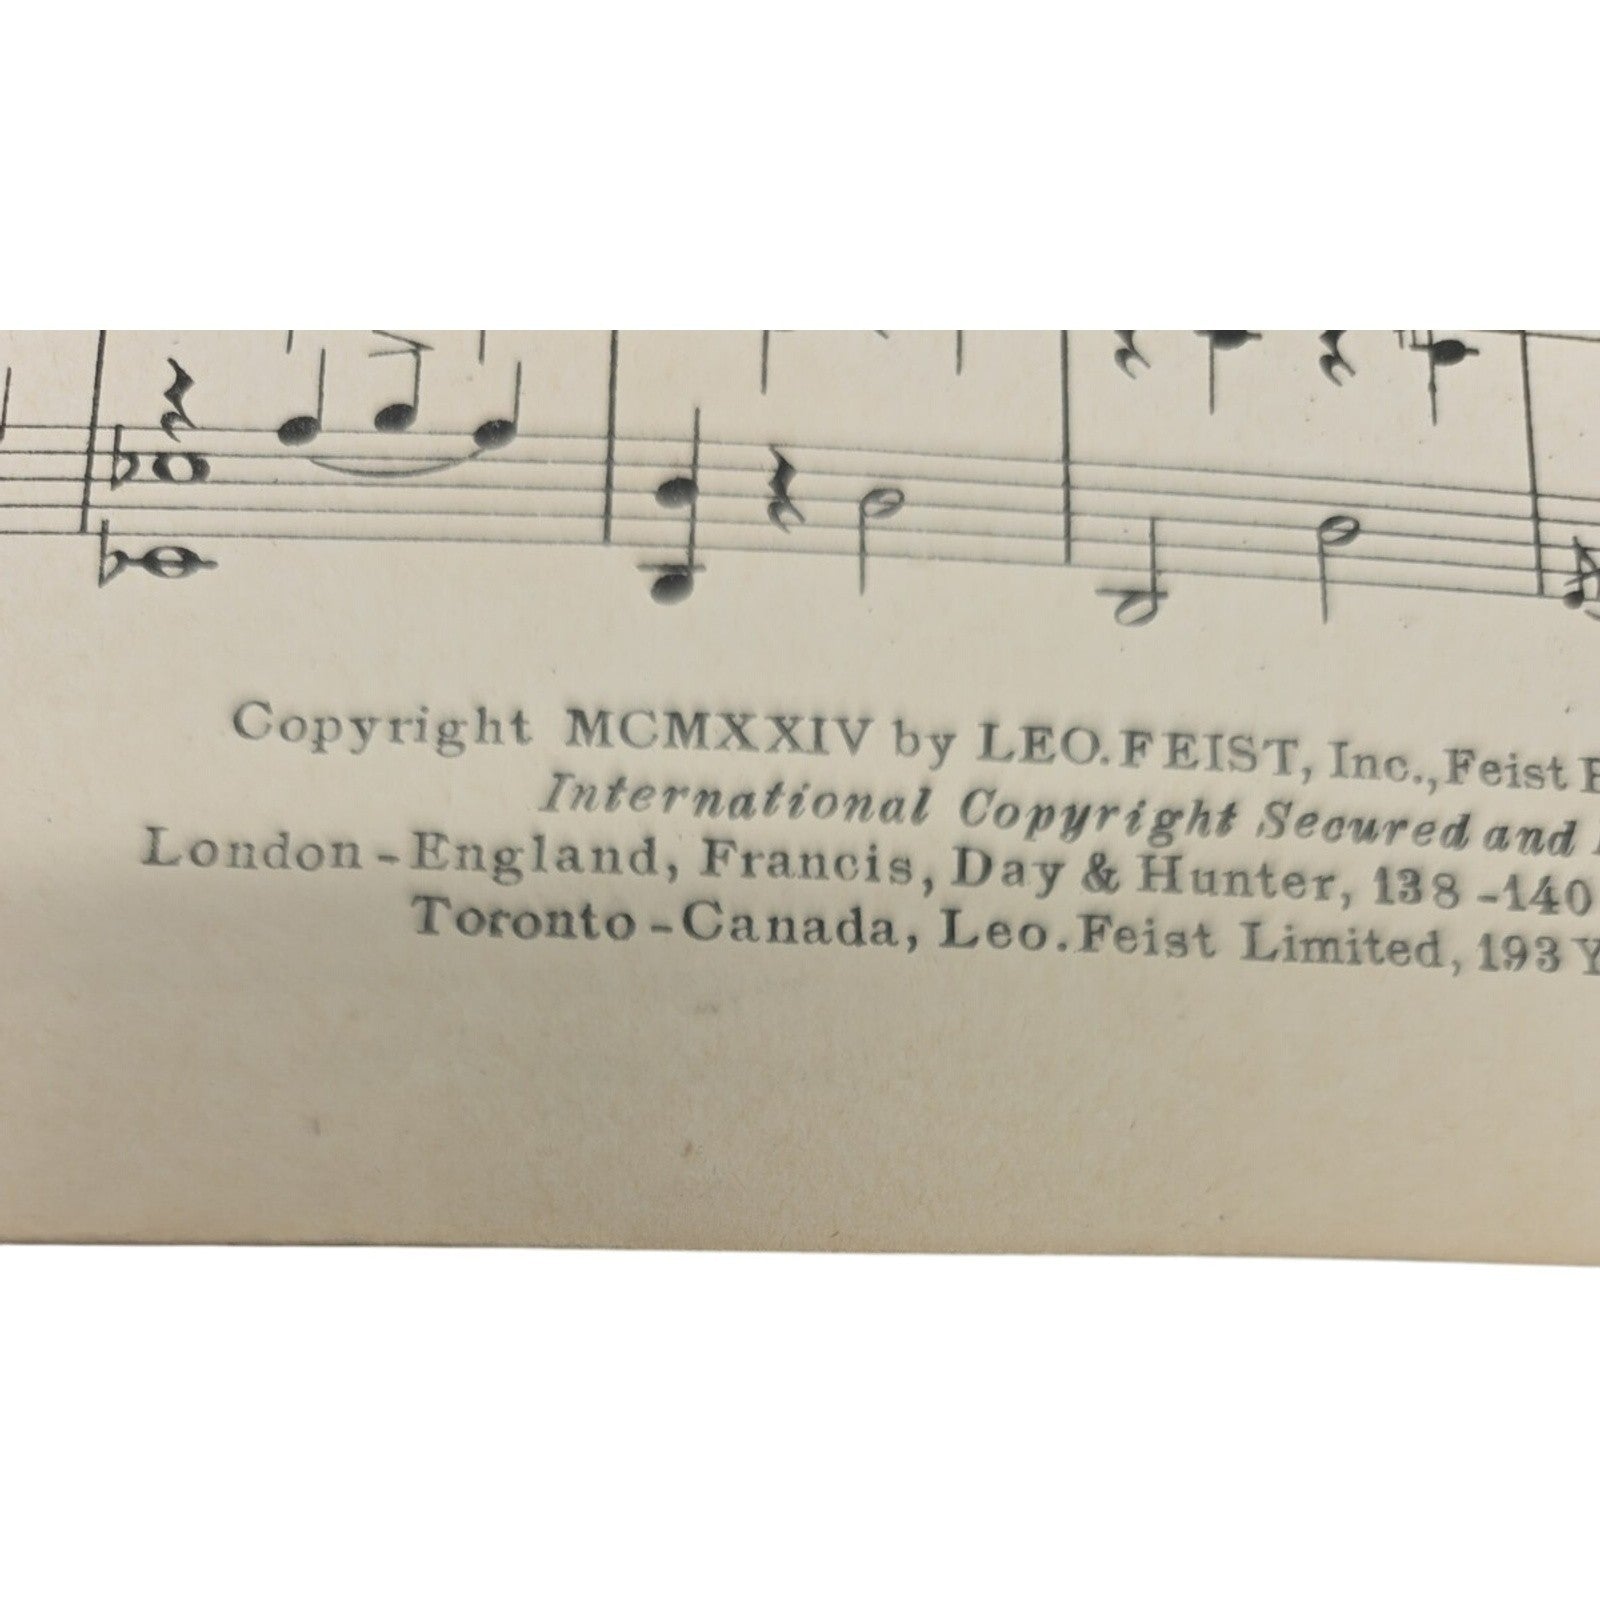 Copyright MCMXXIV by LEO. FEIST, Inc., Feist
International Copyright Secured and
London - England, Francis, Day & Hunter, 138 - 140
Toronto - Canada, Leo. Feist Limited, 193 Y